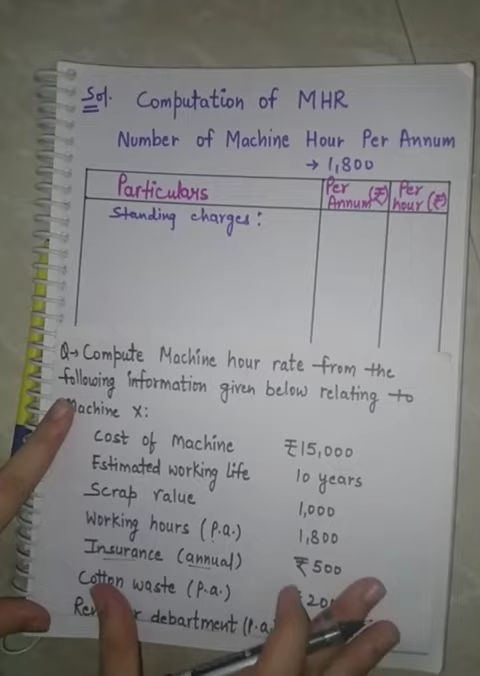 Sol. Computation of MHR
Number of Machine Hour Per Annum
→ 1,800
Particulars Per Annum (₹) Per hour (₹)
Standing charges:
Q→ Compute Machine hour rate from the
following information given below relating to
Machine X:
Cost of Machine ₹15,000
Estimated working life 10 years
Scrap value 1,000
Working hours (p.a.) 1,800
Insurance (annual) ₹500
Cotton waste (p.a.)
debartment (p.a.